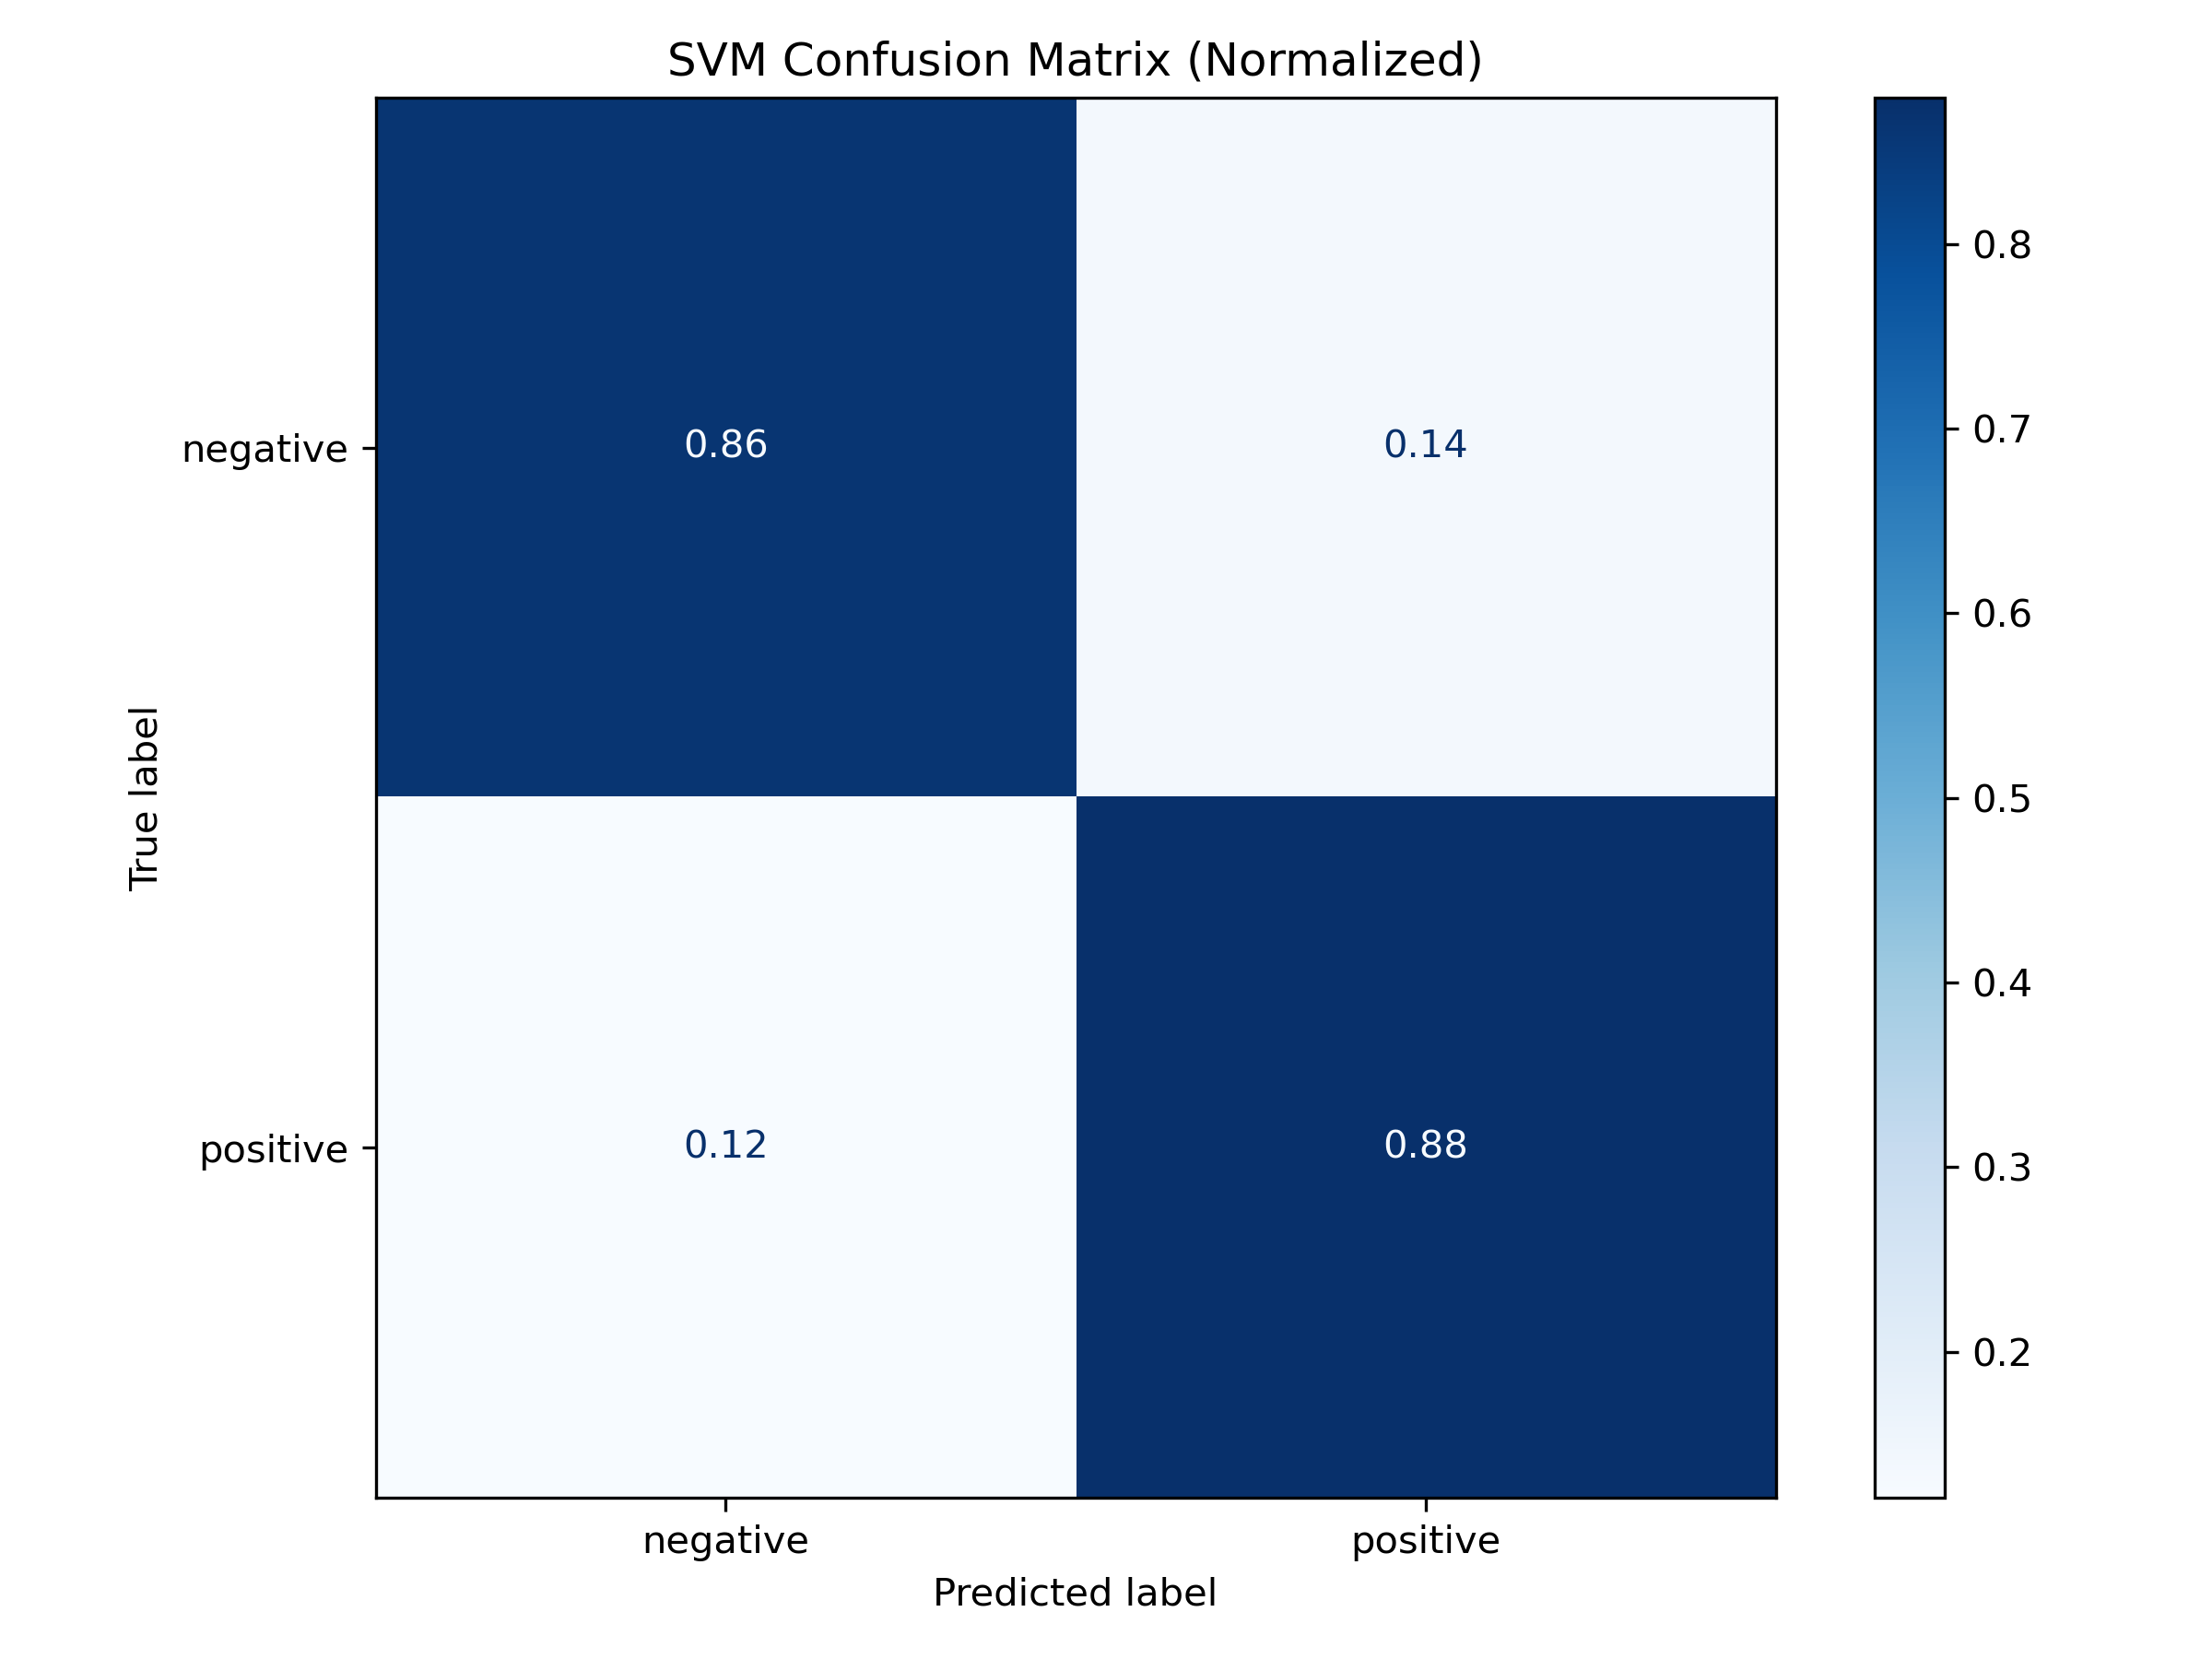 SVM Confusion Matrix (Normalized)
negative
0.86
0.14
True label
positive
0.12
0.88
negative
positive
Predicted label
0.8
0.7
0.6
0.5
0.4
0.3
0.2